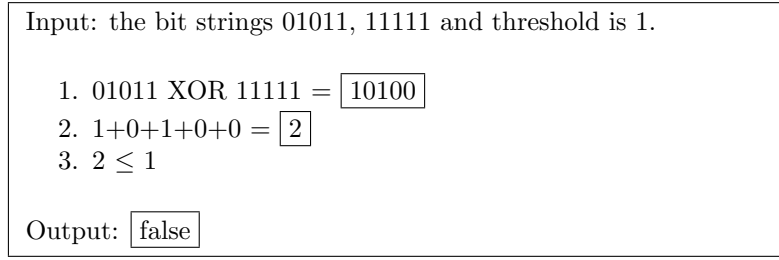 Input: the bit strings 01011, 11111 and threshold is 1.
1. 01011 XOR 11111 = 10100
2. 1+0+1+0+0 = 2
3. 2 ≤ 1
Output: false